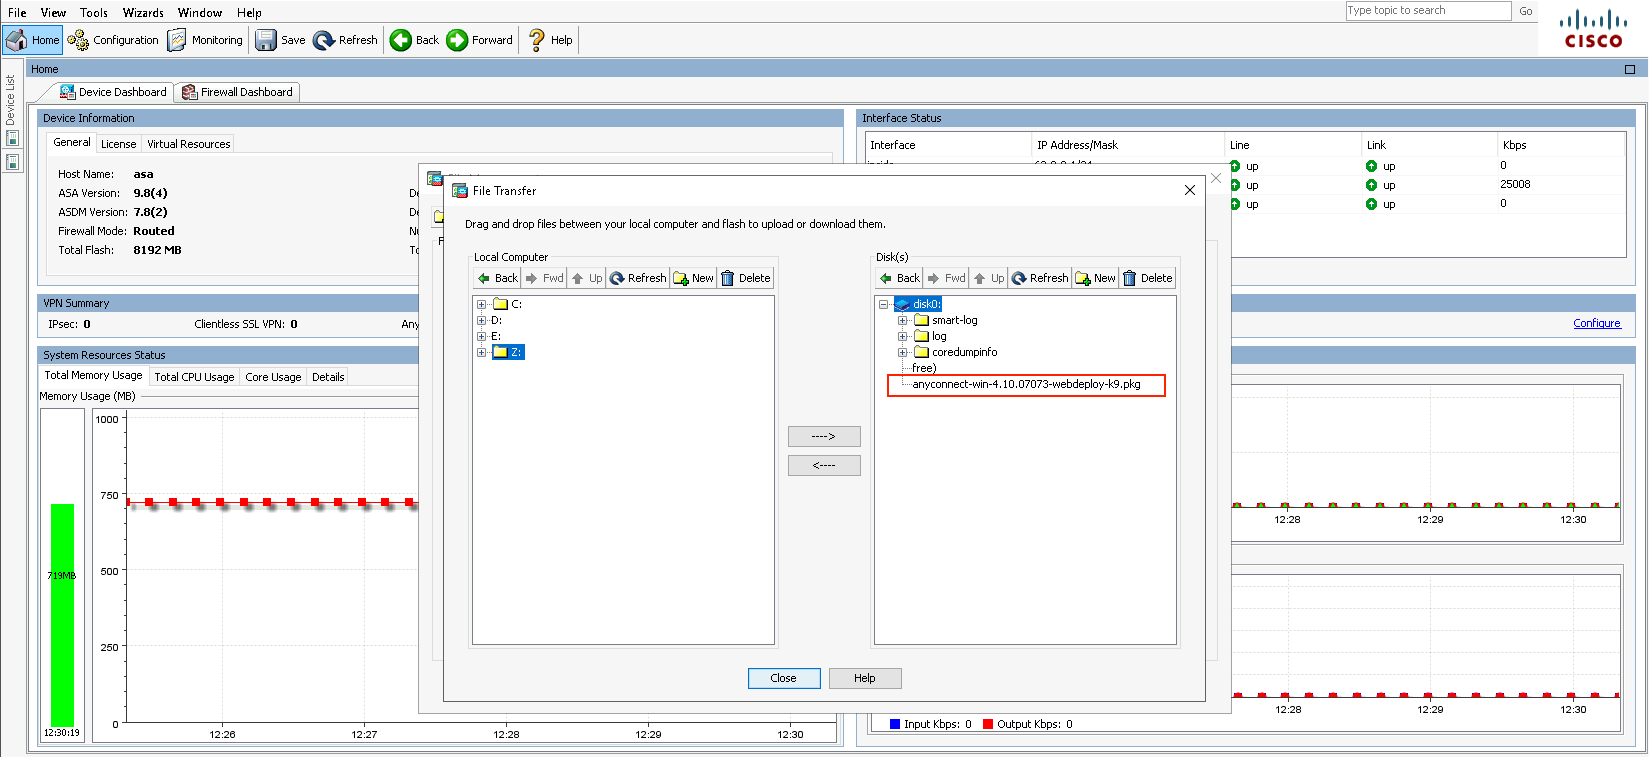 File View Tools Wizards Window Help
Type topic to search Go
CISCO
Home Configuration Monitoring Save Refresh Back Forward Help
Device List
Home
Device Dashboard Firewall Dashboard
Device Information
General License Virtual Resources
Host Name: asa
ASA Version: 9.8(4)
ASDM Version: 7.8(2)
Firewall Mode: Routed
Total Flash: 8192 MB
Interface Status
Interface IP Address/Mask Line Link Kbps
up up 0
up up 25008
up up 0
VPN Summary
IPsec: 0 Clientless SSL VPN: 0 Any
Configure
System Resources Status
Total Memory Usage Total CPU Usage Core Usage Details
Memory Usage (MB)
1000
750
500
250
0
719MB
12:30:19
12:26 12:27 12:28 12:29 12:30
File Transfer
Drag and drop files between your local computer and flash to upload or download them.
Local Computer
Back Fwd Up Refresh New Delete
C:
D:
E:
Z:
---->
<----
Disk(s)
Back Fwd Up Refresh New Delete
disk0:
smart-log
log
coredumpinfo
free)
anyconnect-win-4.10.07073-webdeploy-k9.pkg
Close Help
12:28 12:29 12:30
12:28 12:29 12:30
Input Kbps: 0 Output Kbps: 0